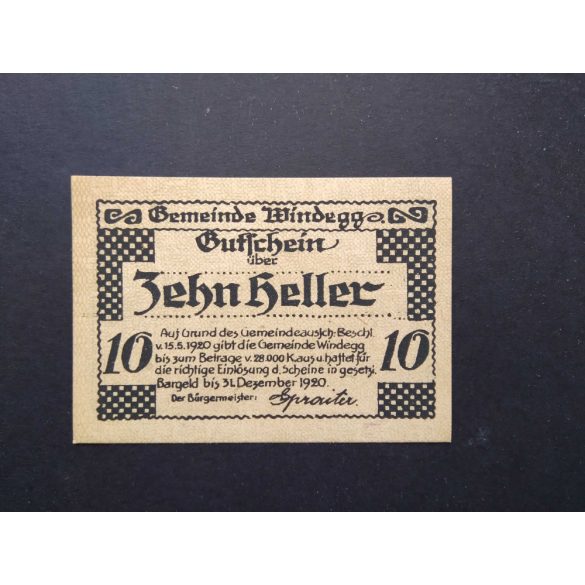 Gemeinde Windegg
Gutschein
über
Zehn Heller
10
Auf Grund des Gemeindeaussch: Beschl.
v. 15.5.1920 gibt die Gemeinde Windegg
bis zum Betrage v. 28.000 K aus u. haftet für
die richtige Einlösung d. Scheine in gesetzl.
Bargeld bis 31. Dezember 1920.
10
Der Bürgermeister: